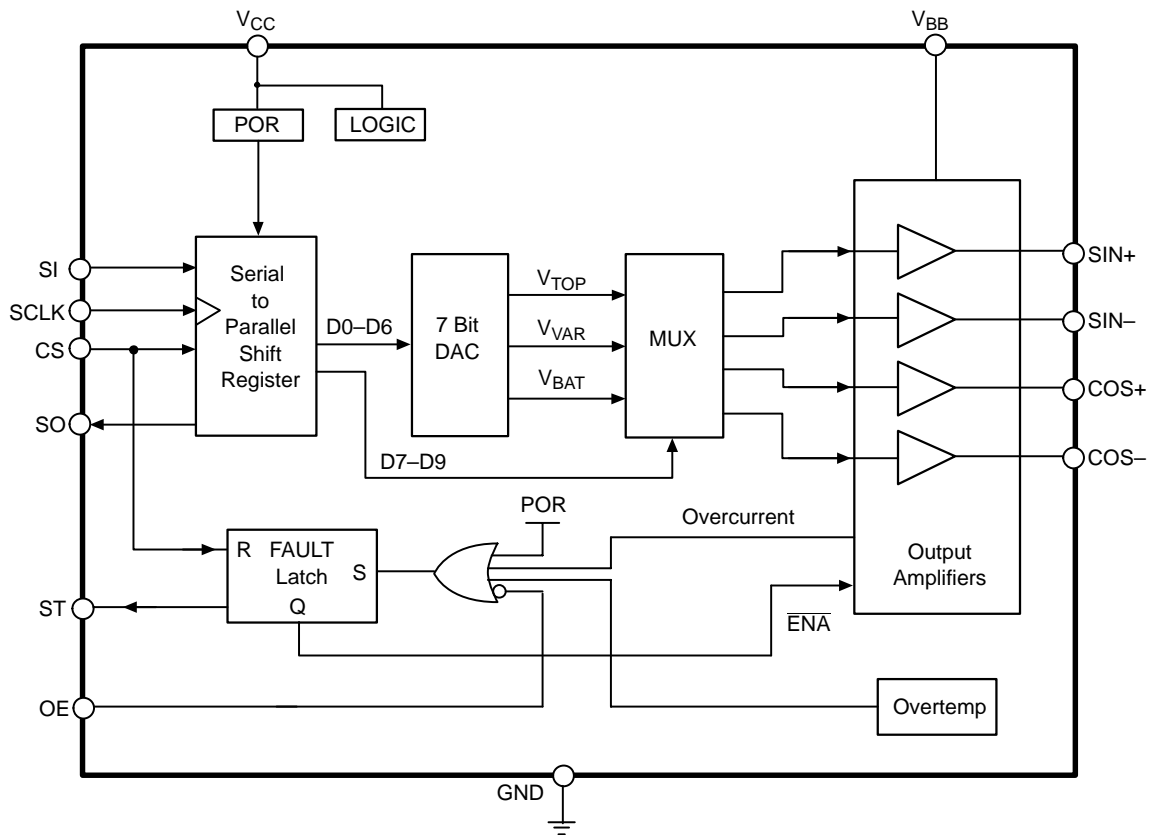 VCC
VBB
POR
LOGIC
SI
SCLK
CS
SO
Serial
to
Parallel
Shift
Register
D0–D6
D7–D9
7 Bit
DAC
VTOP
VVAR
VBAT
MUX
SIN+
SIN–
COS+
COS–
Output
Amplifiers
POR
Overcurrent
R FAULT
Latch
S
Q
ST
ENA
OE
Overtemp
GND